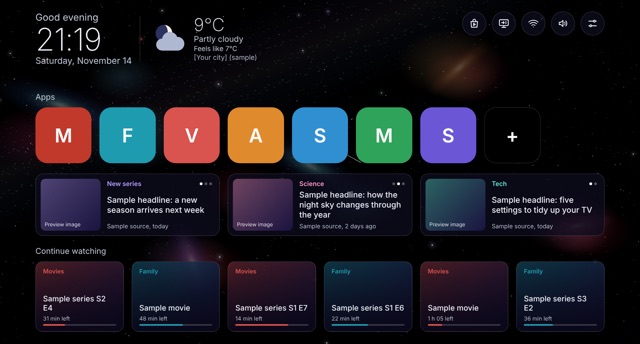 Good evening
21:19
Saturday, November 14
9°C
Partly cloudy
Feels like 7°C
[Your city] (sample)
Apps
M F V A S M S +
New series
Sample headline: a new
season arrives next week
Preview image
Sample source, today
Science
Sample headline: how the
night sky changes through
the year
Preview image
Sample source, 2 days ago
Tech
Sample headline: five
settings to tidy up your TV
Preview image
Sample source, today
Continue watching
Movies
Sample series S2
E4
31 min left
Family
Sample movie
48 min left
Movies
Sample series S1 E7
14 min left
Family
Sample series S1 E6
22 min left
Movies
Sample movie
1 h 05 left
Family
Sample series S3
E2
36 min left